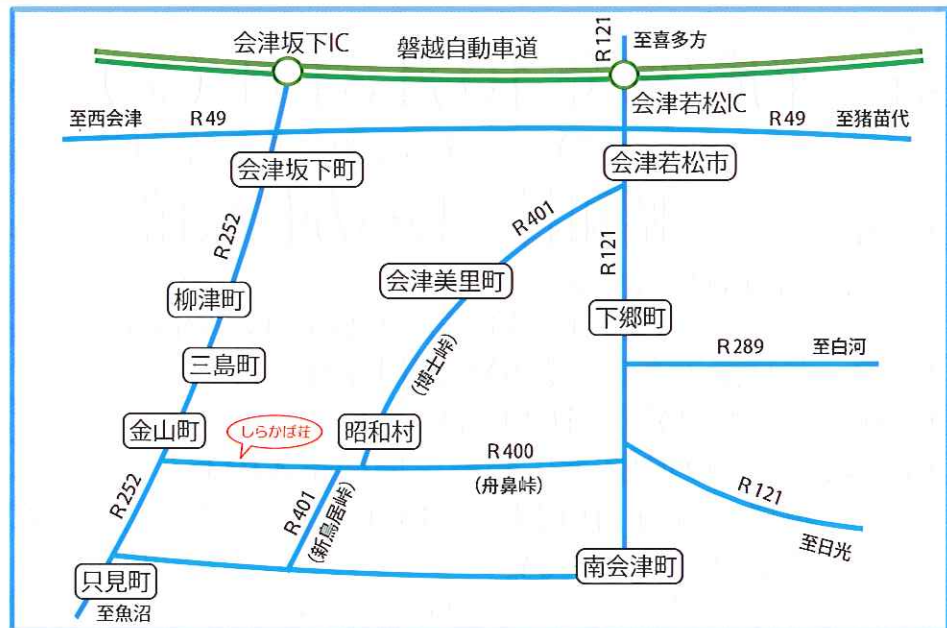 会津坂下IC
磐越自動車道
R121
至喜多方
会津若松IC
至西会津
R49
R49
至猪苗代
会津坂下町
会津若松市
R252
R401
R121
柳津町
会津美里町
下郷町
三島町
(博士峠)
R289
至白河
金山町
しらかば荘
昭和村
R400
(舟鼻峠)
R252
R401
(新鳥居峠)
R121
至日光
只見町
南会津町
至魚沼